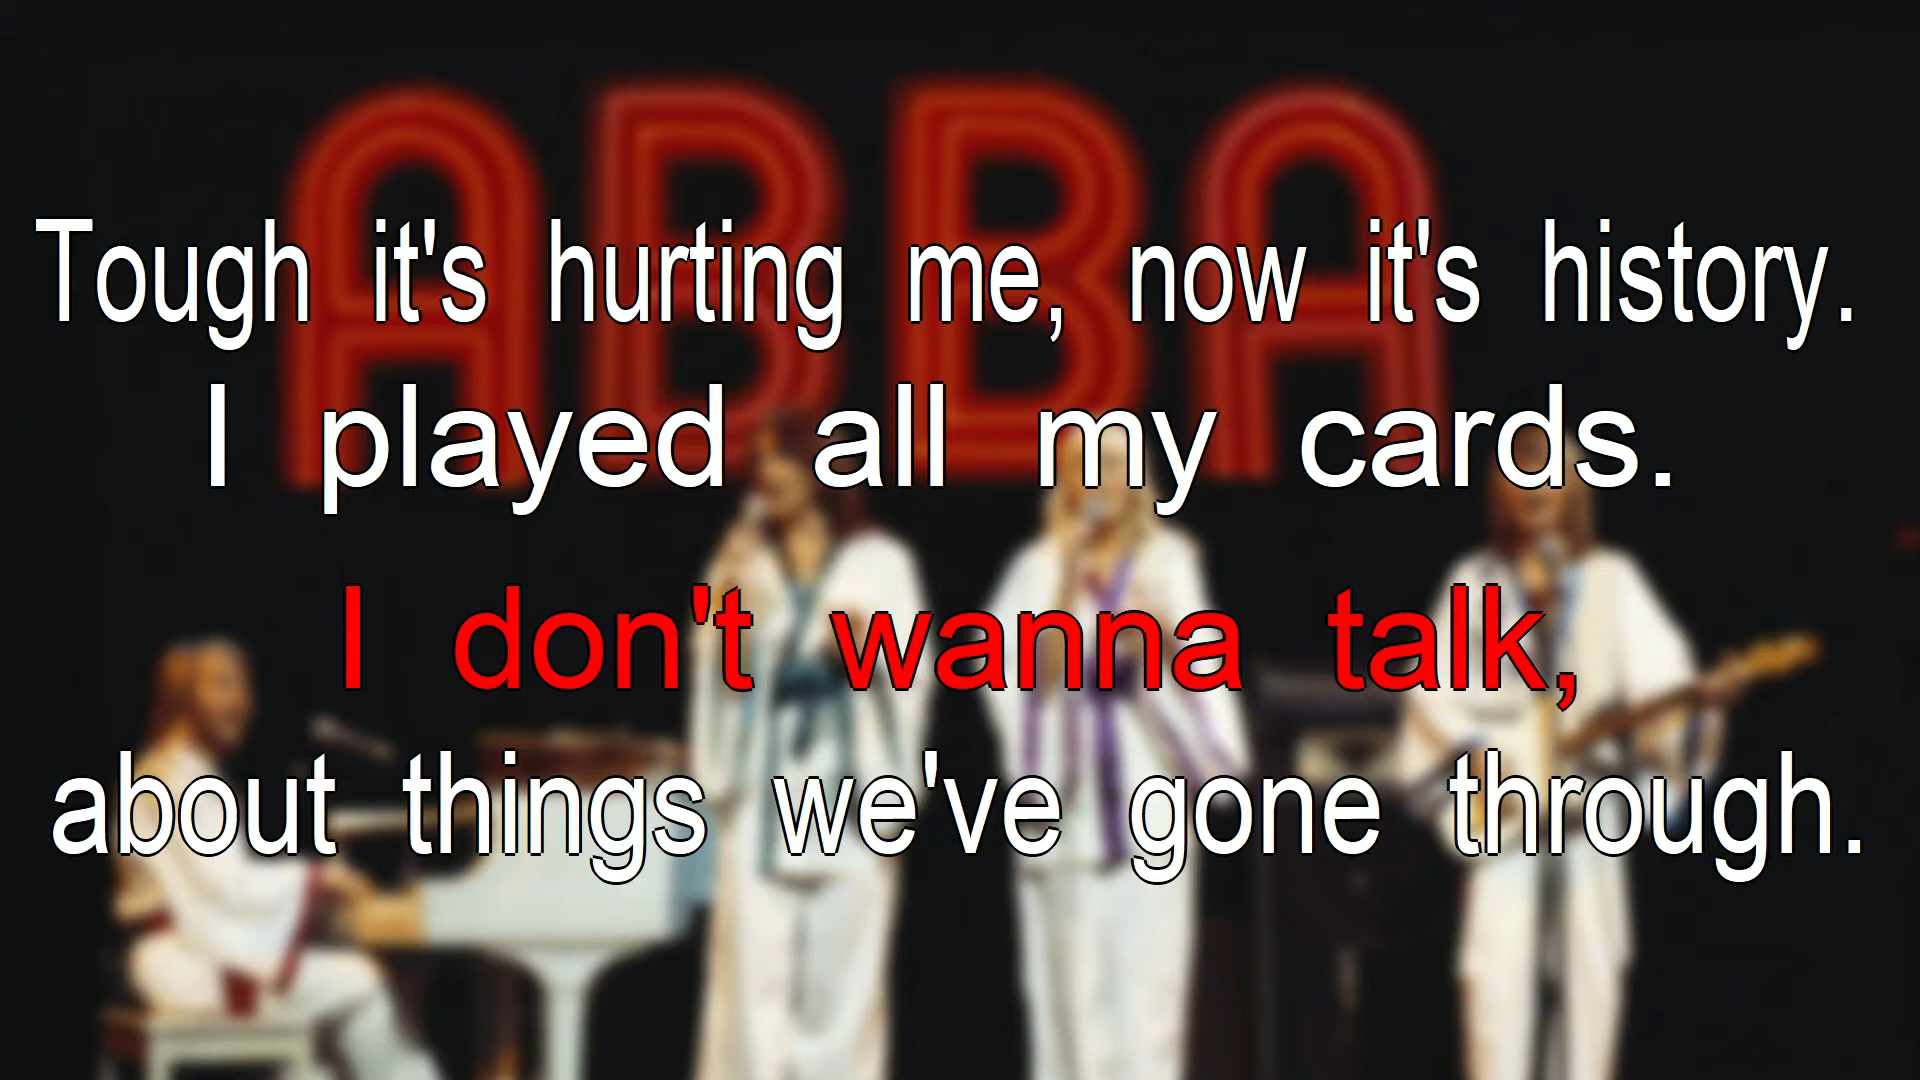 ABBA
Tough it's hurting me, now it's history.
I played all my cards.
I don't wanna talk,
about things we've gone through.